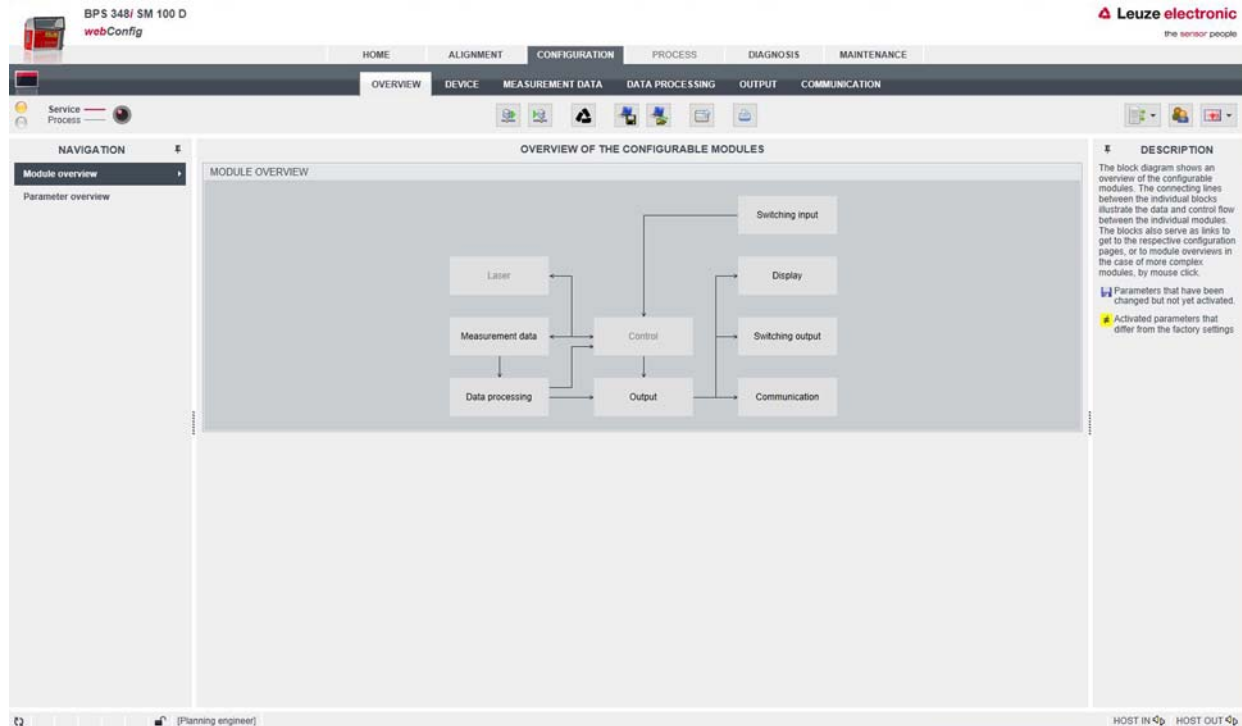 BPS 348i SM 100 D
webConfig
Leuze electronic
the sensor people
HOME ALIGNMENT CONFIGURATION PROCESS DIAGNOSIS MAINTENANCE
OVERVIEW DEVICE MEASUREMENT DATA DATA PROCESSING OUTPUT COMMUNICATION
Service
Process
NAVIGATION
Module overview
Parameter overview
OVERVIEW OF THE CONFIGURABLE MODULES
MODULE OVERVIEW
Switching input
Laser
Display
Measurement data
Control
Switching output
Data processing
Output
Communication
DESCRIPTION
The block diagram shows an
overview of the configurable
modules. The connecting lines
between the individual blocks
illustrate the data and control flow
between the individual modules.
The blocks also serve as links to
get to the respective configuration
pages, or to module overviews in
the case of more complex
modules, by mouse click.
Parameters that have been
changed but not yet activated.
Activated parameters that
differ from the factory settings
[Planning engineer]
HOST IN HOST OUT